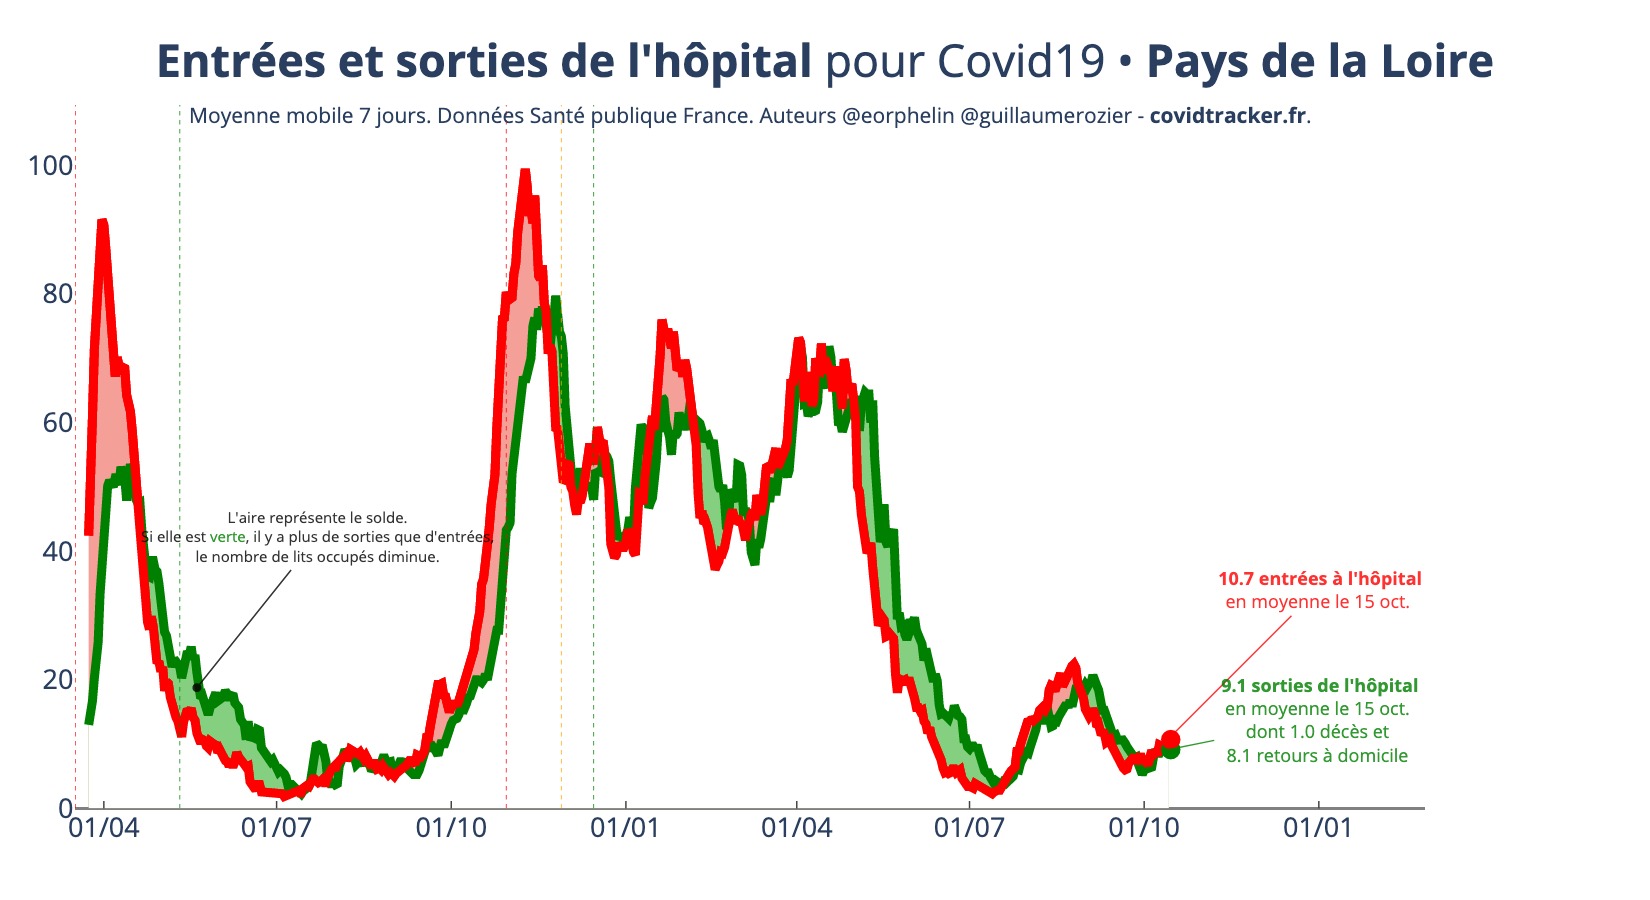 Entrées et sorties de l'hôpital pour Covid19 • Pays de la Loire
Moyenne mobile 7 jours. Données Santé publique France. Auteurs @eorphelin @guillaumerozier - covidtracker.fr.
100
80
60
40
20
0
L'aire représente le solde.
Si elle est verte, il y a plus de sorties que d'entrées,
le nombre de lits occupés diminue.
10.7 entrées à l'hôpital
en moyenne le 15 oct.
9.1 sorties de l'hôpital
en moyenne le 15 oct.
dont 1.0 décès et
8.1 retours à domicile
01/04 01/07 01/10 01/01 01/04 01/07 01/10 01/01